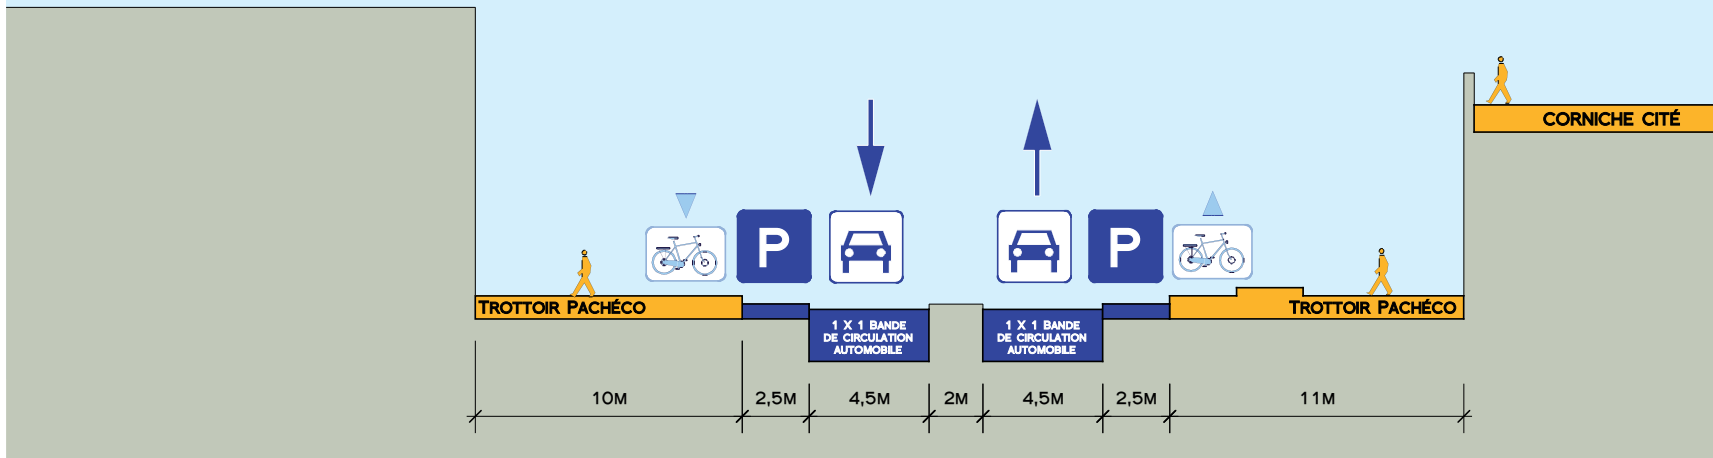 CORNICHE CITÉ
P
P
TROTTOIR PACHÉCO
1 X 1 BANDE
DE CIRCULATION
AUTOMOBILE
1 X 1 BANDE
DE CIRCULATION
AUTOMOBILE
TROTTOIR PACHÉCO
10M
2,5M
4,5M
2M
4,5M
2,5M
11M